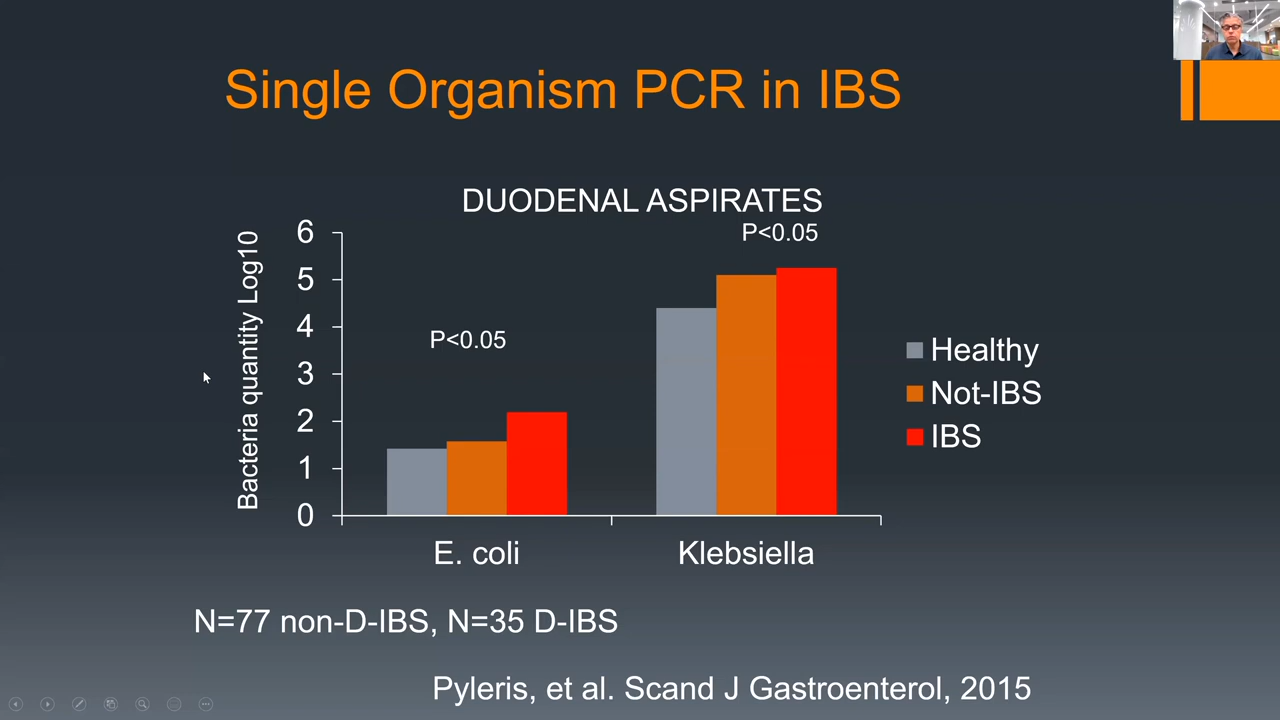 Single Organism PCR in IBS
DUODENAL ASPIRATES
P<0.05
P<0.05
Bacteria quantity Log10
6
5
4
3
2
1
0
E. coli
Klebsiella
Healthy
Not-IBS
IBS
N=77 non-D-IBS, N=35 D-IBS
Pyleris, et al. Scand J Gastroenterol, 2015